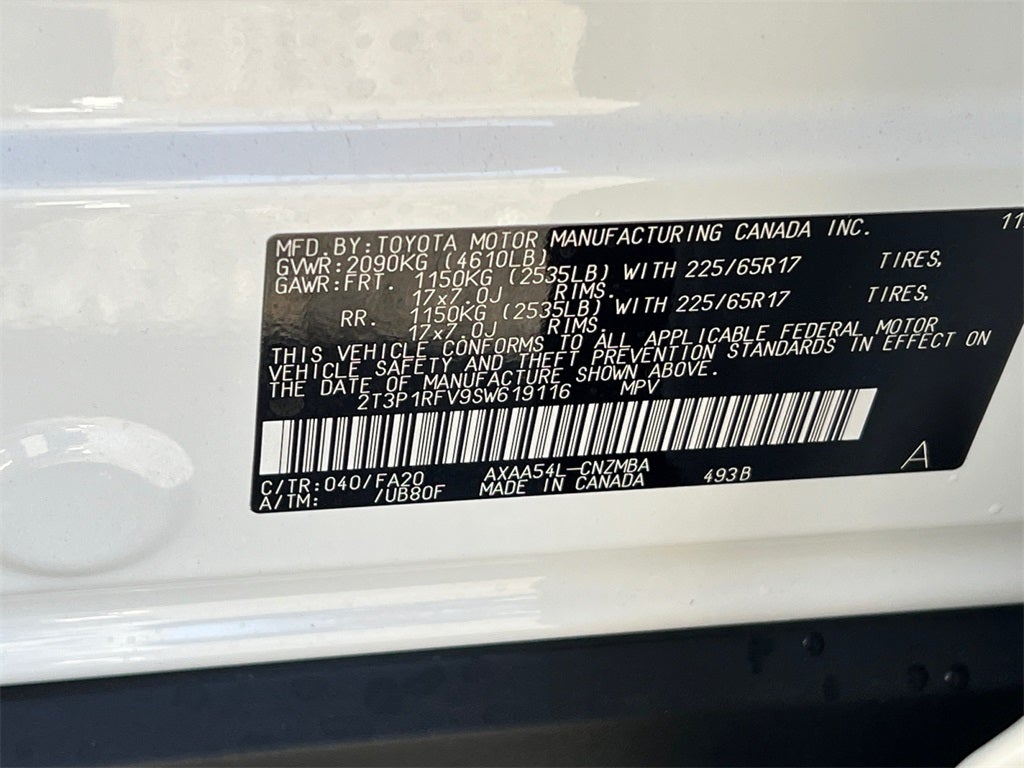 MFD.BY:TOYOTA MOTOR MANUFACTURING CANADA INC. 11
GVWR:2090KG (4610LB)
GAWR:FRT. 1150KG (2535LB) WITH 225/65R17 TIRES,
17x7.0J RIMS.
RR. 1150KG (2535LB) WITH 225/65R17 TIRES,
17x7.0J RIMS.
THIS VEHICLE CONFORMS TO ALL APPLICABLE FEDERAL MOTOR
VEHICLE SAFETY AND THEFT PREVENTION STANDARDS IN EFFECT ON
THE DATE OF MANUFACTURE SHOWN ABOVE.
2T3P1RFV9SW619116 MPV
C/TR:040/FA20 AXAA54L-CNZMBA 493B A
A/TM: /UB80F MADE IN CANADA